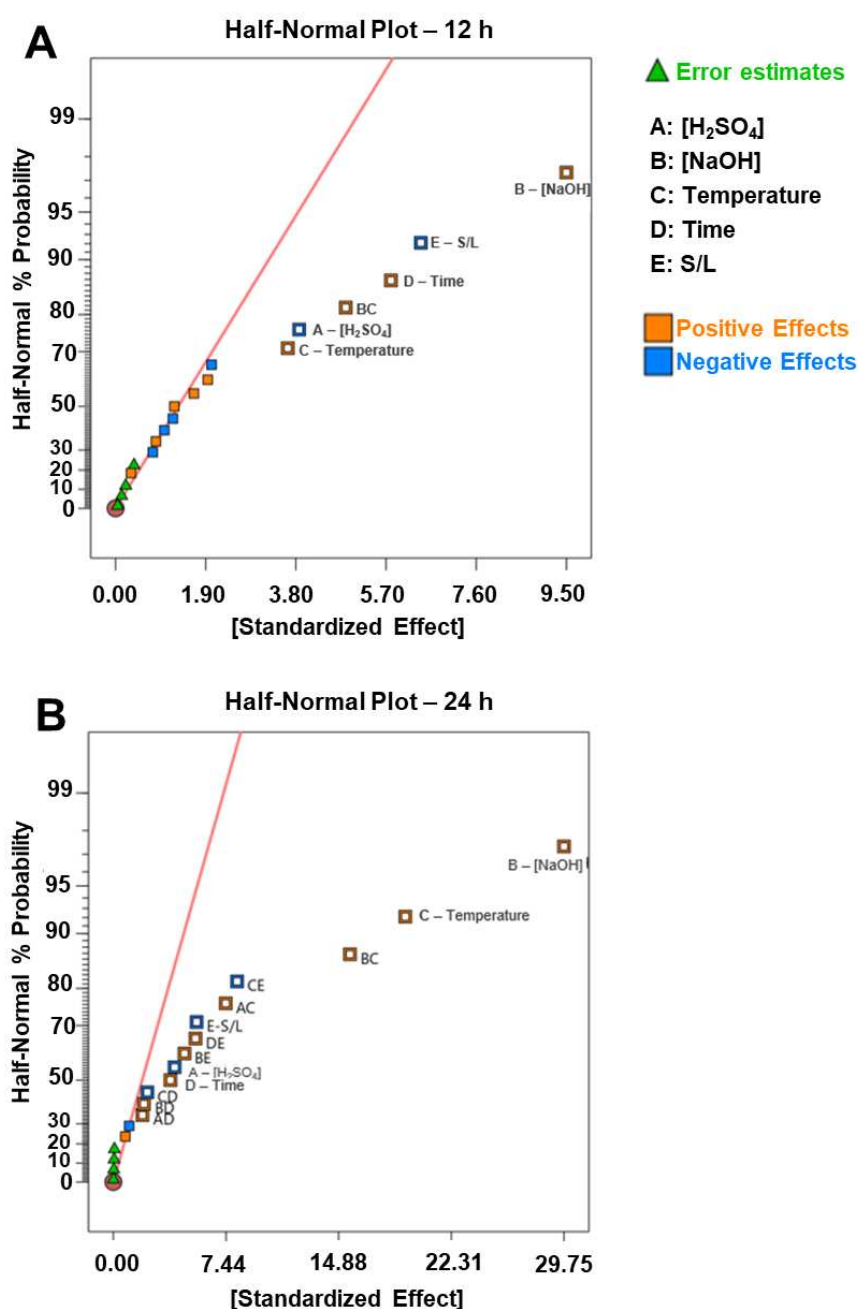 A
Half-Normal Plot – 12 h
Half-Normal % Probability
99
95
90
80
70
50
30
20
10
0
B – [NaOH]
E – S/L
D – Time
BC
A – [H₂SO₄]
C – Temperature
0.00 1.90 3.80 5.70 7.60 9.50
[Standardized Effect]
Error estimates
A: [H₂SO₄]
B: [NaOH]
C: Temperature
D: Time
E: S/L
Positive Effects
Negative Effects
B
Half-Normal Plot – 24 h
Half-Normal % Probability
99
95
90
80
70
50
30
20
10
0
B – [NaOH]
C – Temperature
BC
CE
AC
E-S/L
DE
BE
A – [H₂SO₄]
D – Time
CD
BD
AD
0.00 7.44 14.88 22.31 29.75
[Standardized Effect]